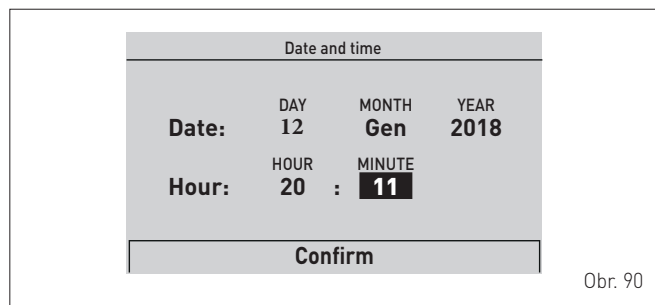 Date and time
DAY MONTH YEAR
Date: 12 Gen 2018
HOUR MINUTE
Hour: 20 : 11
Confirm
Obr. 90